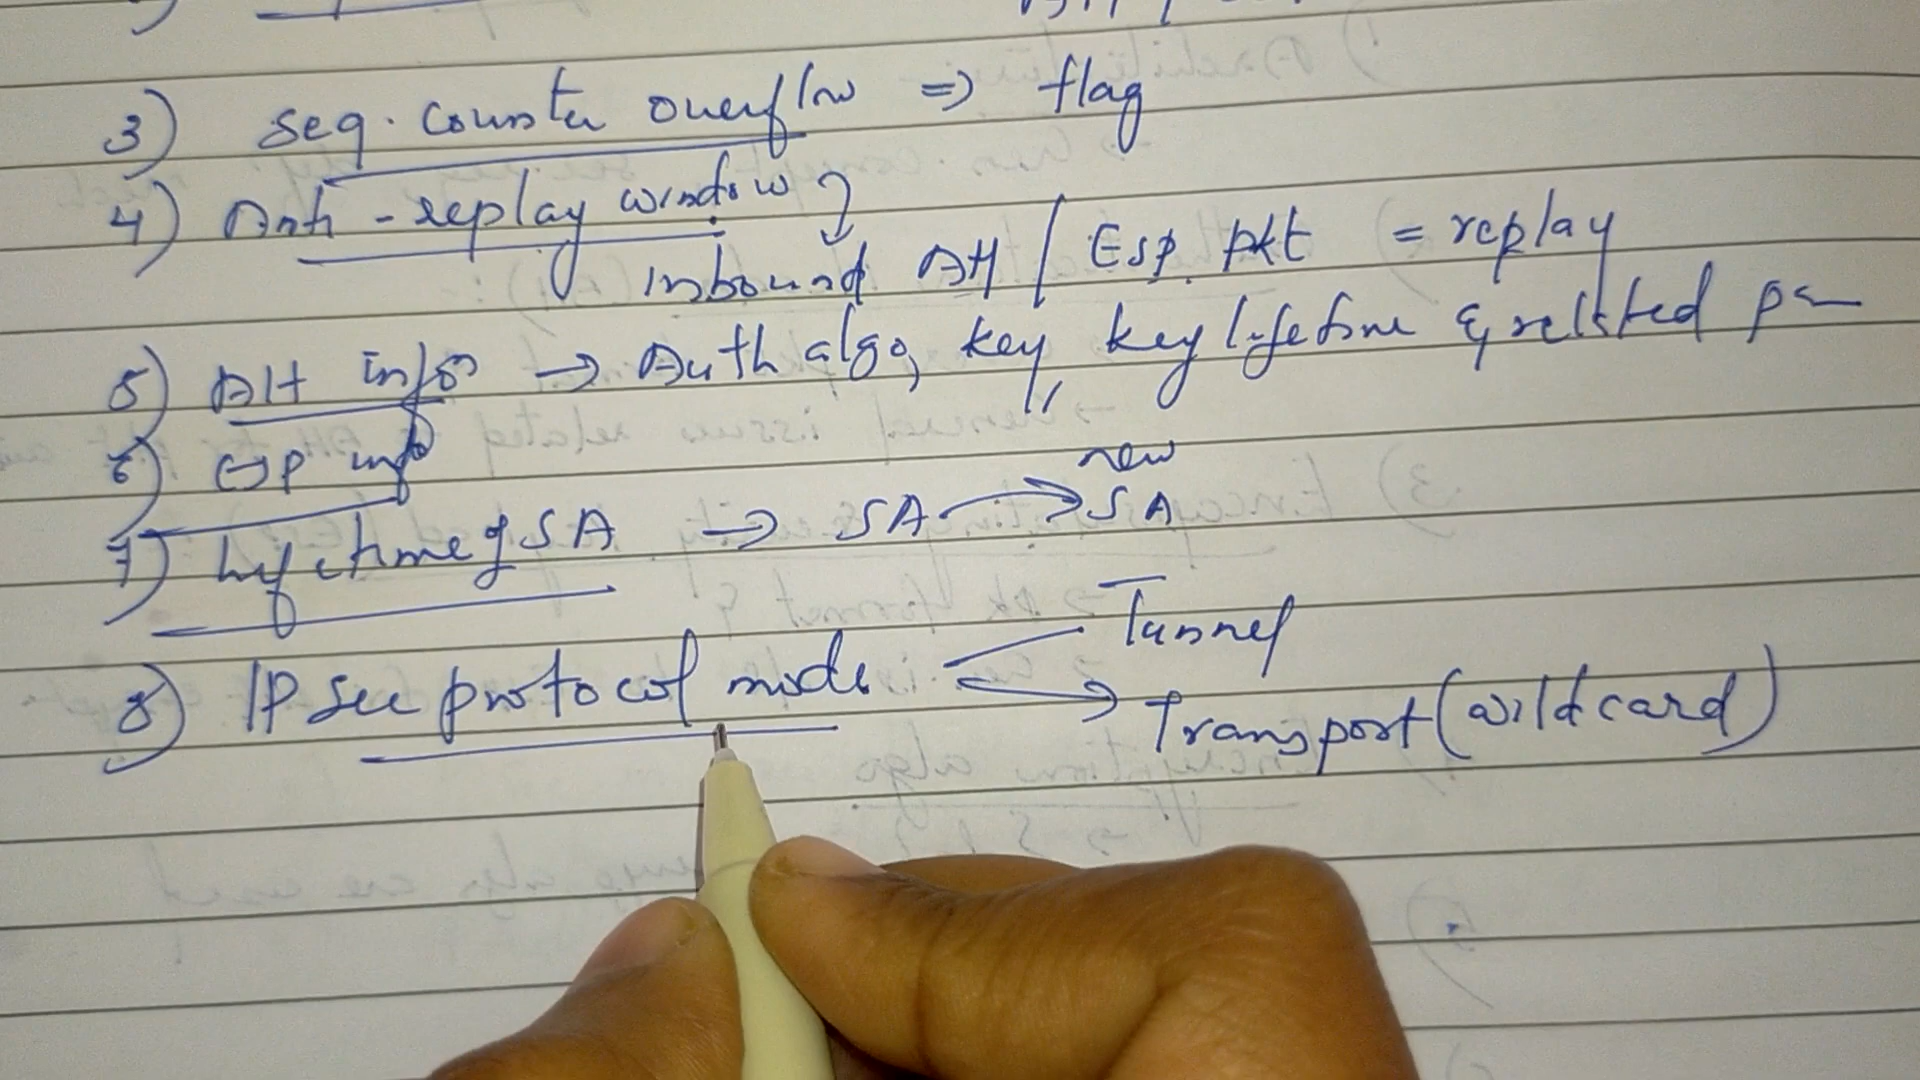 3) seq. counter overflow => flag
4) Anti-replay window
inbound AH / ESP pkt = replay
5) AH info → Auth algo, key, key lifetime & related pa
6) ESP info
7) Lifetime of SA → SA → new SA
8) IP Sec protocol mode Tunnel
Transport (wildcard)